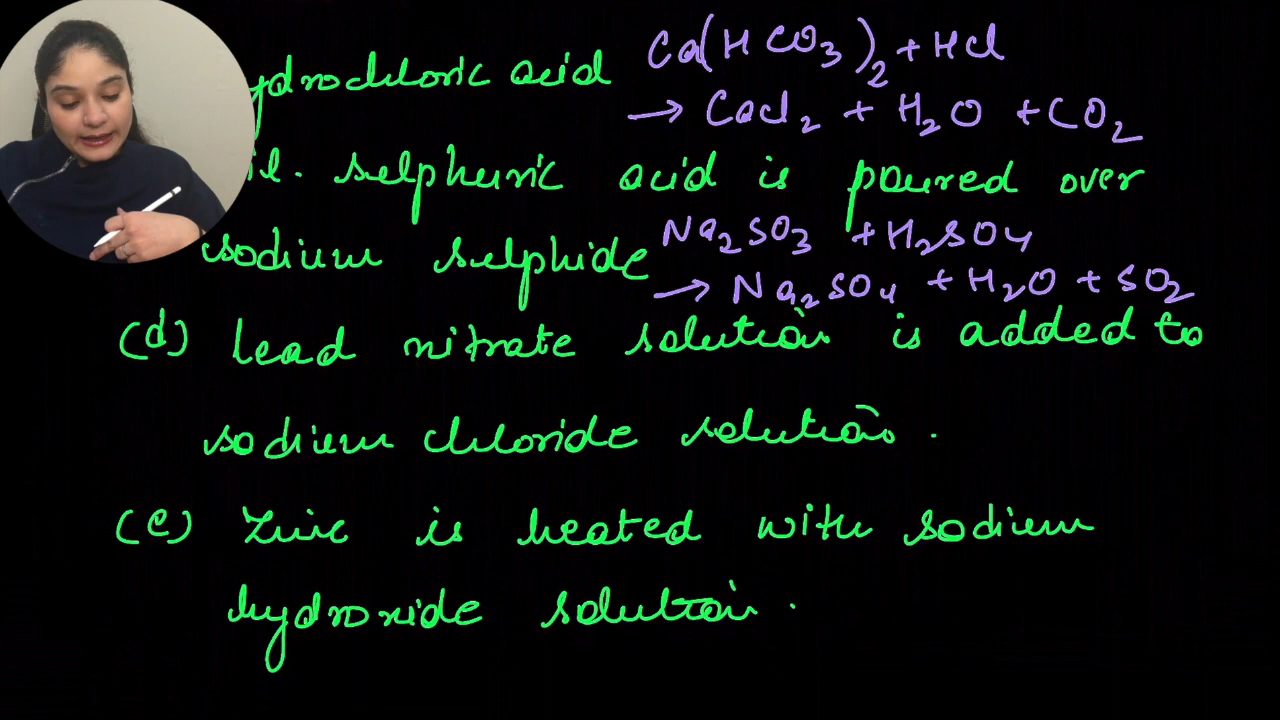 ydrochloric acid Ca(HCO₃)₂ + HCl
→ CaCl₂ + H₂O + CO₂
il. sulphuric acid is poured over
sodium sulphide Na₂SO₃ + H₂SO₄
→ Na₂SO₄ + H₂O + SO₂
(d) lead nitrate solution is added to
sodium chloride solution.
(e) Zinc is heated with sodium
hydroxide solution.